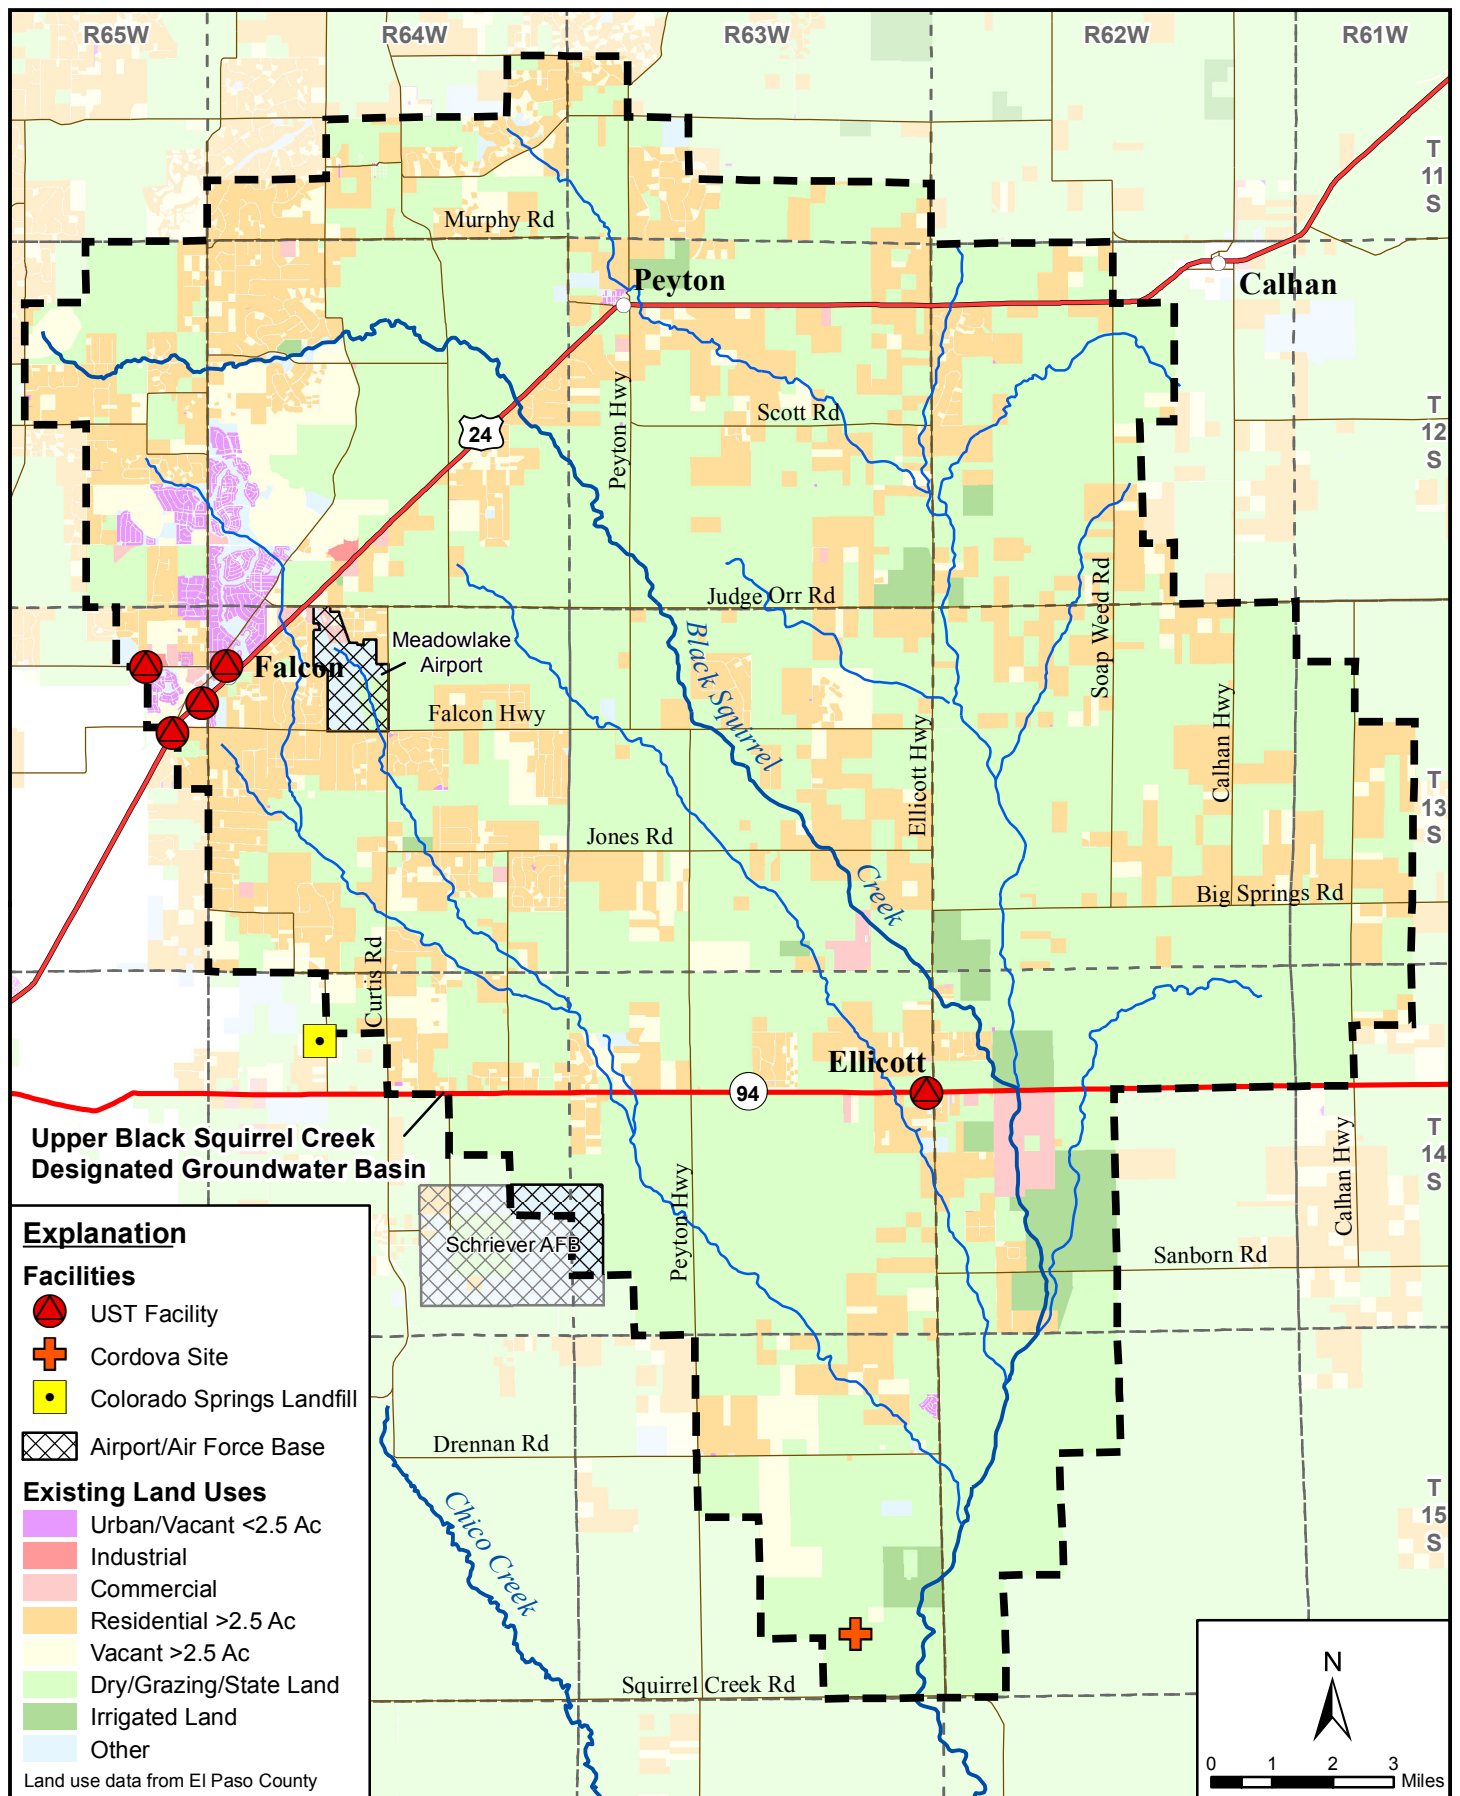 R65W
R64W
R63W
R62W
R61W
T
11
S
Murphy Rd
Peyton
Calhan
Peyton Hwy
Scott Rd
24
T
12
S
Judge Orr Rd
Soap Weed Rd
Meadowlake
Airport
Falcon
Black Squirrel
Creek
Falcon Hwy
Ellicott Hwy
Calhan Hwy
T
13
S
Jones Rd
Big Springs Rd
Curtis Rd
Ellicott
94
Upper Black Squirrel Creek
Designated Groundwater Basin
T
14
S
Calhan Hwy
Peyton Hwy
Schriever AFB
Sanborn Rd
Drennan Rd
Chico Creek
T
15
S
Squirrel Creek Rd
Explanation
Facilities
UST Facility
Cordova Site
Colorado Springs Landfill
Airport/Air Force Base
Existing Land Uses
Urban/Vacant <2.5 Ac
Industrial
Commercial
Residential >2.5 Ac
Vacant >2.5 Ac
Dry/Grazing/State Land
Irrigated Land
Other
Land use data from El Paso County
N
0 1 2 3 Miles